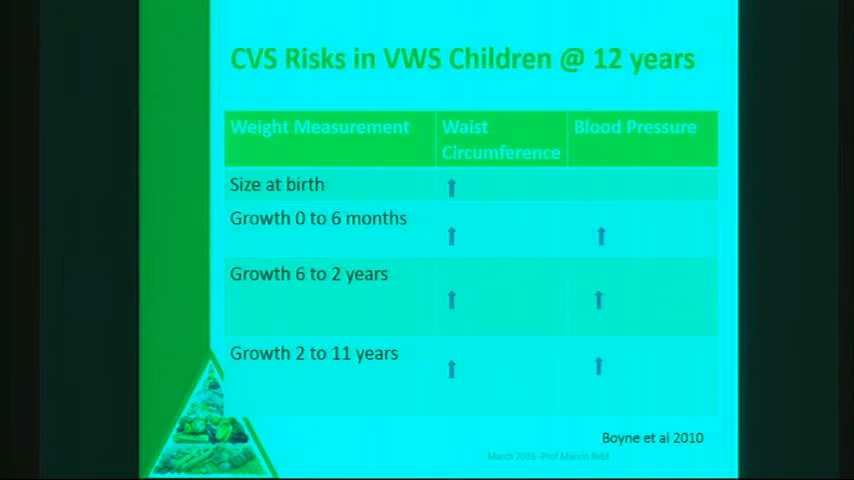 CVS Risks in VWS Children @ 12 years
Weight Measurement Waist Circumference Blood Pressure
Size at birth
Growth 0 to 6 months
Growth 6 to 2 years
Growth 2 to 11 years
Boyne et al 2010
March 2016 -Prof Marvin Reid